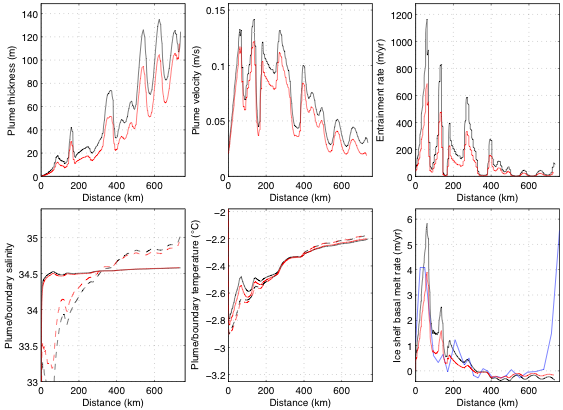 Plume thickness (m)
140
120
100
80
60
40
20
0
0 200 400 600
Distance (km)
Plume velocity (m/s)
0.15
0.1
0.05
0
0 200 400 600
Distance (km)
Entrainment rate (m/yr)
1200
1000
800
600
400
200
0
0 200 400 600
Distance (km)
Plume/boundary salinity
35
34.5
34
33.5
33
0 200 400 600
Distance (km)
Plume/boundary temperature (°C)
−2
−2.2
−2.4
−2.6
−2.8
−3
−3.2
0 200 400 600
Distance (km)
Ice shelf basal melt rate (m/yr)
6
5
4
3
2
1
0
0 200 400 600
Distance (km)